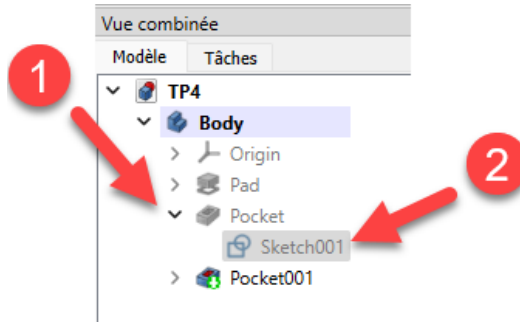 Vue combinée
Modèle Tâches
1
TP4
Body
Origin
2
Pad
Pocket
Sketch001
Pocket001